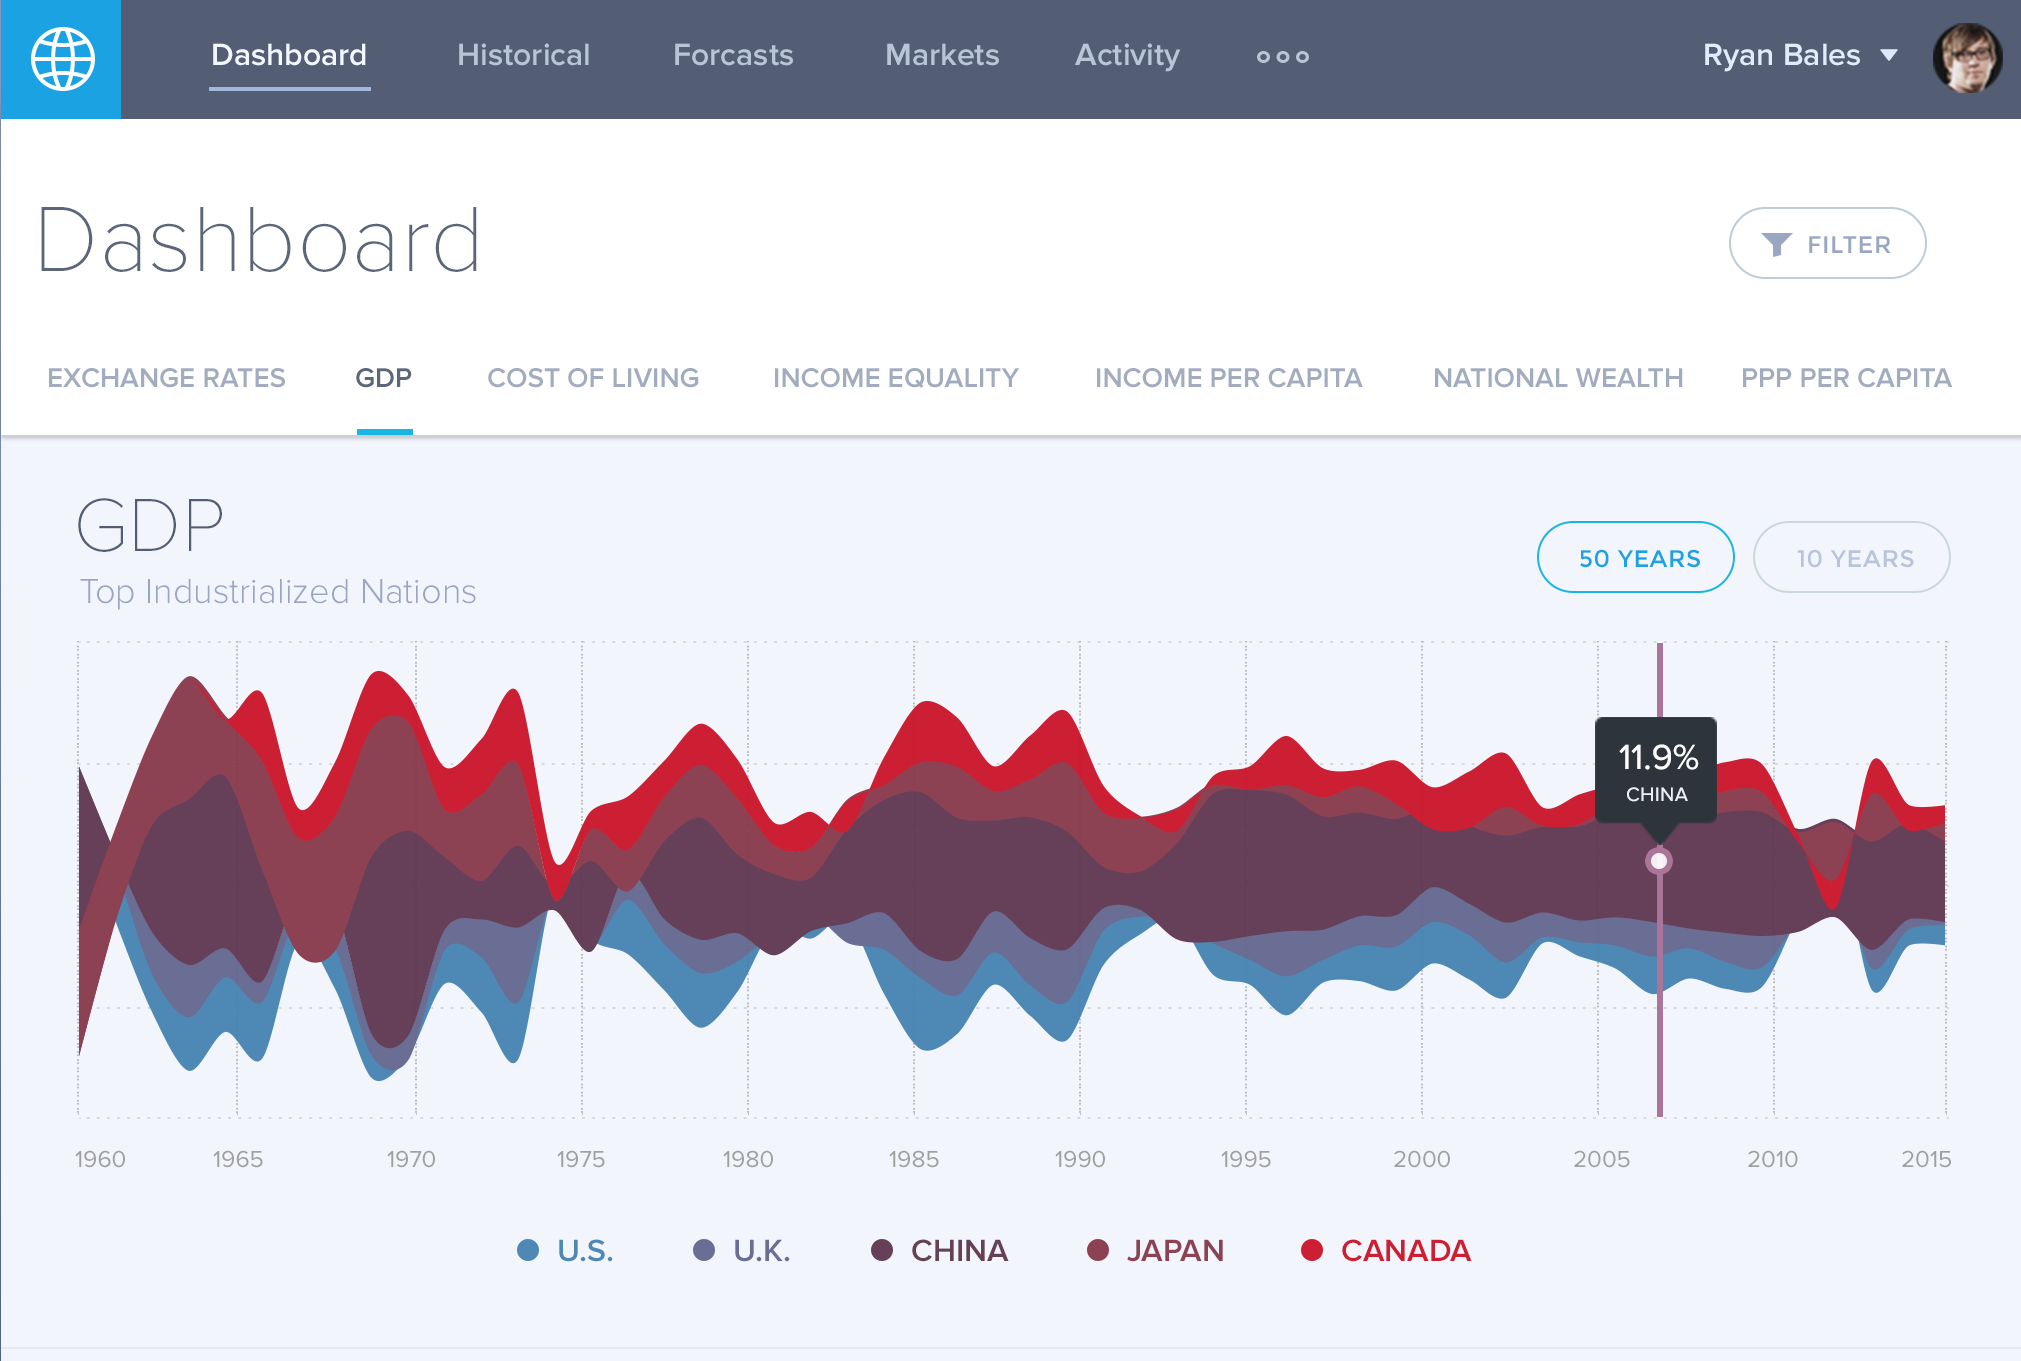 Dashboard Historical Forcasts Markets Activity Ryan Bales
Dashboard
FILTER
EXCHANGE RATES GDP COST OF LIVING INCOME EQUALITY INCOME PER CAPITA NATIONAL WEALTH PPP PER CAPITA
GDP
Top Industrialized Nations
50 YEARS 10 YEARS
11.9%
CHINA
1960 1965 1970 1975 1980 1985 1990 1995 2000 2005 2010 2015
U.S. U.K. CHINA JAPAN CANADA